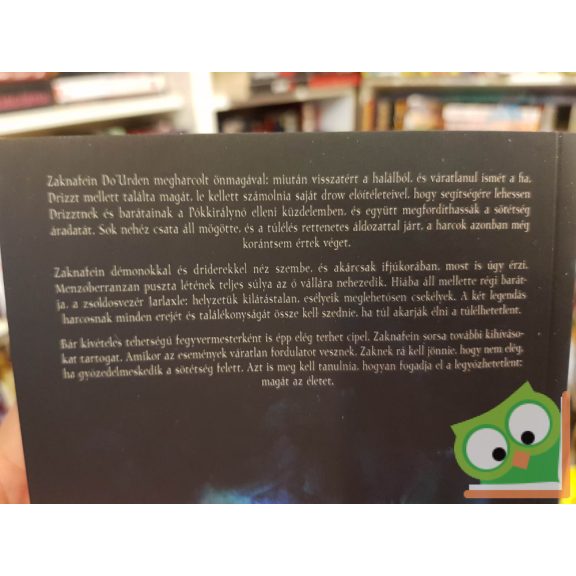 Zaknafein Do'Urden megharcolt önmagával: miután visszatért a halálból, és váratlanul ismét a fia,
Drizzt mellett találta magát, le kellett számolnia saját drow előítéleteivel, hogy segítségére lehessen
Drizztnek és barátainak a Pókkirálynő elleni küzdelemben, és együtt megfordíthassák a sötétség
áradatát. Sok nehéz csata áll mögötte, és a túlélés rettenetes áldozattal járt, a harcok azonban még
korántsem értek véget.
Zaknafein démonokkal és driderekkel néz szembe, és akárcsak ifjúkorában, most is úgy érzi,
Menzoberranzan puszta létének teljes súlya az ő vállára nehezedik. Hiába áll mellette régi barát-
ja, a zsoldosvezér Jarlaxle: helyzetük kilátástalan, esélyeik meglehetősen csekélyek. A két legendás
harcosnak minden erejét és találékonyságát össze kell szednie, ha túl akarják élni a túlélhetetlent.
Bár kivételes tehetségű fegyvermesterként is épp elég terhet cipel, Zaknafein sorsa további kihíváso-
kat tartogat. Amikor az események váratlan fordulatot vesznek, Zaknek rá kell jönnie, hogy nem elég,
ha győzedelmeskedik a sötétség felett. Azt is meg kell tanulnia, hogyan fogadja el a legyőzhetetlent:
magát az életet.